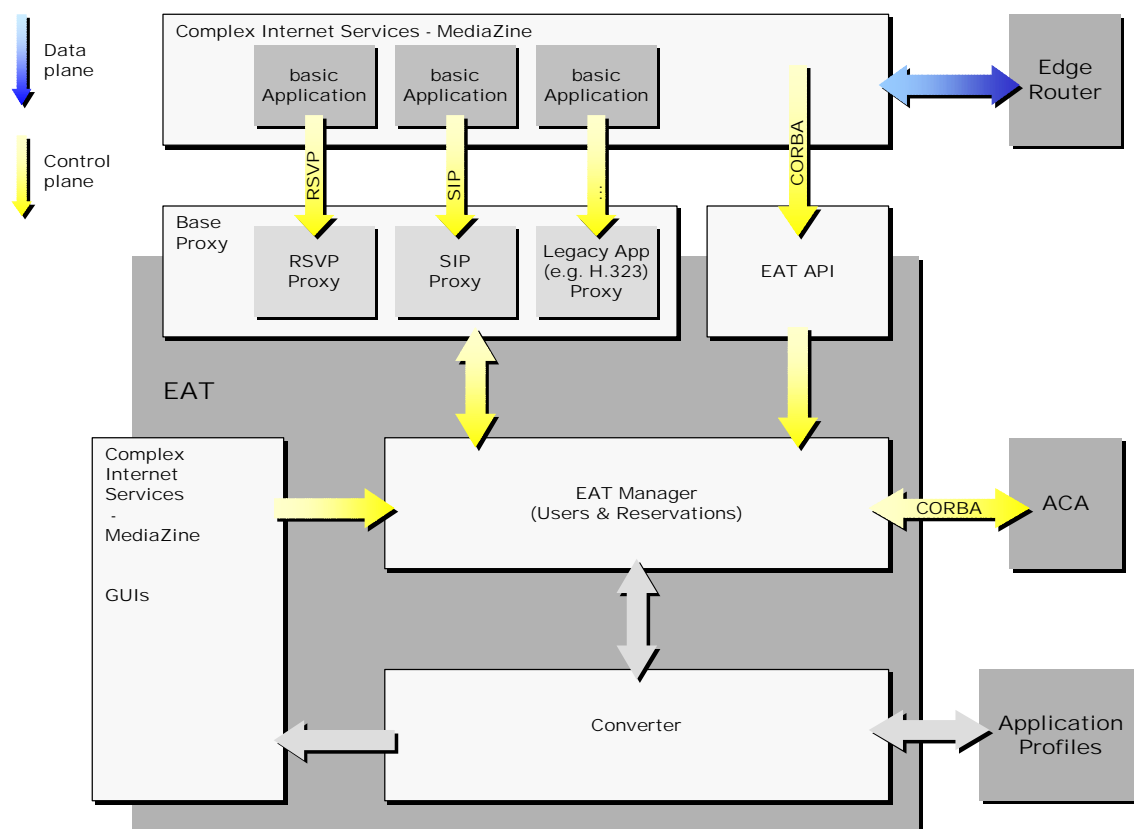 Complex Internet Services - MediaZine
Data
plane
basic
Application
basic
Application
basic
Application
Edge
Router
Control
plane
RSVP
SIP
...
CORBA
Base
Proxy
RSVP
Proxy
SIP
Proxy
Legacy App
(e.g. H.323)
Proxy
EAT API
EAT
Complex
Internet
Services
-
MediaZine
GUIs
EAT Manager
(Users & Reservations)
CORBA
ACA
Converter
Application
Profiles